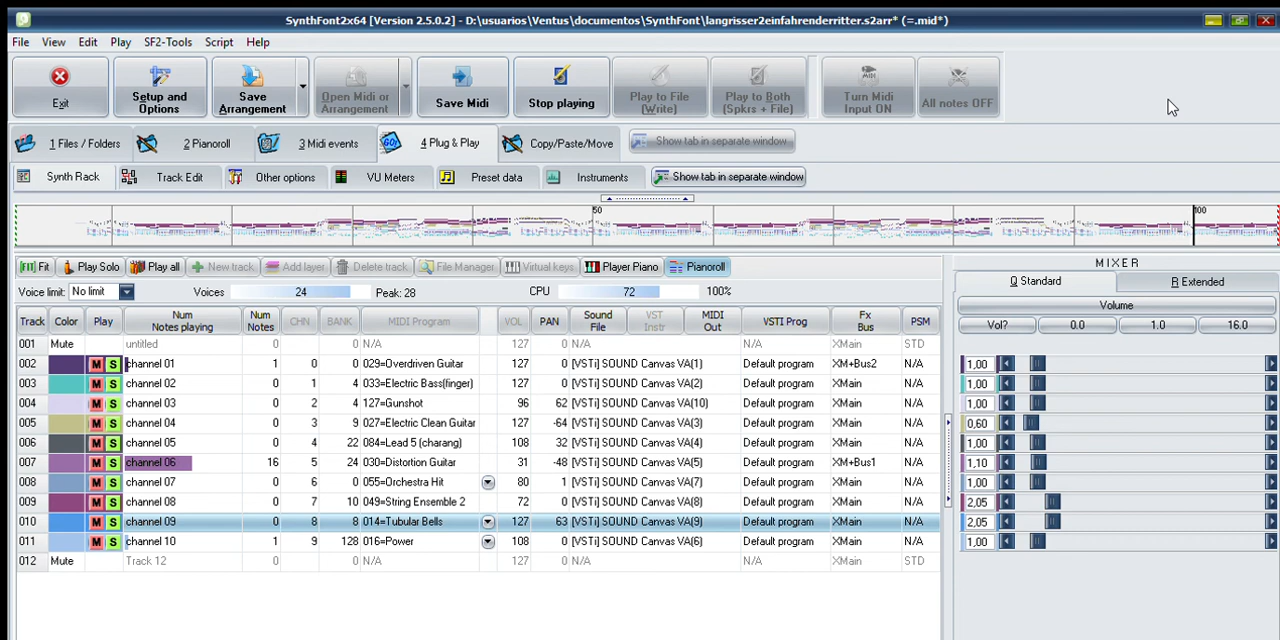 SynthFont2x64 [Version 2.5.0.2] - D:\usuarios\Ventus\documentos\SynthFont\langrisser2einfahrenderritter.s2arr* (=.mid*)
File View Edit Play SF2-Tools Script Help
Exit Setup and Options Save Arrangement Open Midi or Arrangement Save Midi Stop playing Play to File (Write) Play to Both (Spkrs + File) Turn Midi Input ON All notes OFF
1 Files / Folders 2 Pianoroll 3 Midi events GO! 4 Plug & Play Copy/Paste/Move Show tab in separate window
Synth Rack Track Edit Other options VU Meters Preset data Instruments Show tab in separate window
50 100
[FIT] Fit Play Solo Play all New track Add layer Delete track File Manager Virtual keys Player Piano Pianoroll
MIXER
Q Standard R Extended
Voice limit: No limit Voices 24 Peak: 28 CPU 72 100%
Volume
Vol? 0.0 1.0 16.0
Track Color Play Num Notes playing Num Notes CHN BANK MIDI Program VOL PAN Sound File VST Instr MIDI Out VSTi Prog Fx Bus PSM
001 Mute untitled 0 0 N/A 127 0 N/A N/A XMain STD
002 M S channel 01 1 0 0 029=Overdriven Guitar 127 0 [VSTi] SOUND Canvas VA(1) Default program XM+Bus2 N/A 1,00
003 M S channel 02 0 1 4 033=Electric Bass(finger) 127 0 [VSTi] SOUND Canvas VA(2) Default program XMain N/A 1,00
004 M S channel 03 0 2 4 127=Gunshot 96 62 [VSTi] SOUND Canvas VA(10) Default program XMain N/A 1,00
005 M S channel 04 0 3 9 027=Electric Clean Guitar 127 -64 [VSTi] SOUND Canvas VA(3) Default program XMain N/A 0,60
006 M S channel 05 0 4 22 084=Lead 5 (charang) 108 32 [VSTi] SOUND Canvas VA(4) Default program XMain N/A 1,00
007 M S channel 06 16 5 24 030=Distortion Guitar 31 -48 [VSTi] SOUND Canvas VA(5) Default program XM+Bus1 N/A 1,10
008 M S channel 07 0 6 0 055=Orchestra Hit 80 1 [VSTi] SOUND Canvas VA(7) Default program XMain N/A 1,00
009 M S channel 08 0 7 10 049=String Ensemble 2 72 0 [VSTi] SOUND Canvas VA(8) Default program XMain N/A 2,05
010 M S channel 09 0 8 8 014=Tubular Bells 127 63 [VSTi] SOUND Canvas VA(9) Default program XMain N/A 2,05
011 M S channel 10 1 9 128 016=Power 108 0 [VSTi] SOUND Canvas VA(6) Default program XMain N/A 1,00
012 Mute Track 12 0 0 N/A 127 0 N/A N/A XMain STD